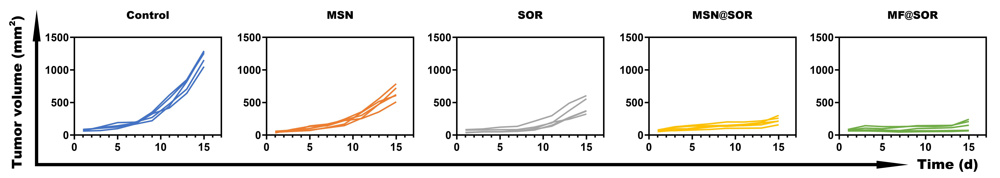 Control MSN SOR MSN@SOR MF@SOR
Tumor volume (mm²)
1500 1500 1500 1500 1500
1000 1000 1000 1000 1000
500 500 500 500 500
0 0 0 0 0
0 5 10 15 0 5 10 15 0 5 10 15 0 5 10 15 0 5 10 15
Time (d)